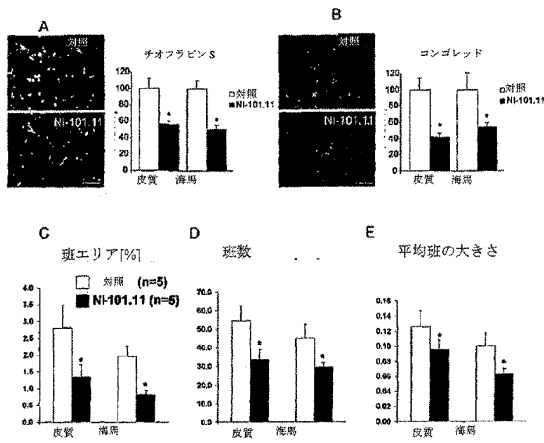 A
対照
NI-101.11
チオフラビンS
120
100
80
60
40
20
0
対照
NI-101.11
*
*
皮質 海馬
B
対照
NI-101.11
コンゴレッド
120
100
80
60
40
20
0
対照
NI-101.11
*
*
皮質 海馬
C
班エリア[%]
対照 (n=5)
NI-101.11 (n=5)
4.0
3.5
3.0
2.5
2.0
1.5
1.0
0.5
0.0
*
*
皮質 海馬
D
班数
70.0
60.0
50.0
40.0
30.0
20.0
10.0
0.0
*
*
皮質 海馬
E
平均班の大きさ
0.16
0.14
0.12
0.10
0.08
0.06
0.04
0.02
0.00
*
*
皮質 海馬